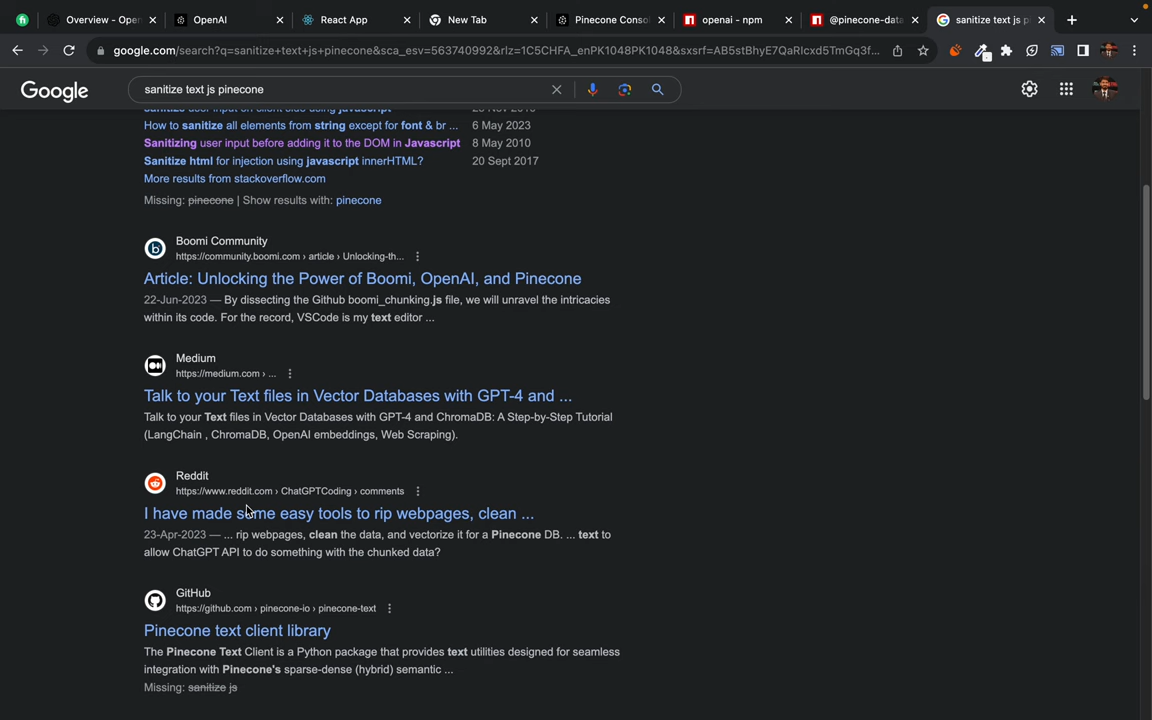 Overview - Open
OpenAI
React App
New Tab
Pinecone Conso
openai - npm
@pinecone-data
sanitize text js p
google.com/search?q=sanitize+text+js+pinecone&sca_esv=563740992&rlz=1C5CHFA_enPK1048PK1048&sxsrf=AB5stBhyE7QaRIcxd5TmGq3f...
Google
sanitize text js pinecone
How to sanitize all elements from string except for font & br ... 6 May 2023
Sanitizing user input before adding it to the DOM in Javascript 8 May 2010
Sanitize html for injection using javascript innerHTML? 20 Sept 2017
More results from stackoverflow.com
Missing: pinecone | Show results with: pinecone
Boomi Community
https://community.boomi.com › article › Unlocking-th...
Article: Unlocking the Power of Boomi, OpenAI, and Pinecone
22-Jun-2023 — By dissecting the Github boomi_chunking.js file, we will unravel the intricacies
within its code. For the record, VSCode is my text editor ...
Medium
https://medium.com › ...
Talk to your Text files in Vector Databases with GPT-4 and ...
Talk to your Text files in Vector Databases with GPT-4 and ChromaDB: A Step-by-Step Tutorial
(LangChain , ChromaDB, OpenAI embeddings, Web Scraping).
Reddit
https://www.reddit.com › ChatGPTCoding › comments
I have made some easy tools to rip webpages, clean ...
23-Apr-2023 — ... rip webpages, clean the data, and vectorize it for a Pinecone DB. ... text to
allow ChatGPT API to do something with the chunked data?
GitHub
https://github.com › pinecone-io › pinecone-text
Pinecone text client library
The Pinecone Text Client is a Python package that provides text utilities designed for seamless
integration with Pinecone's sparse-dense (hybrid) semantic ...
Missing: sanitize js